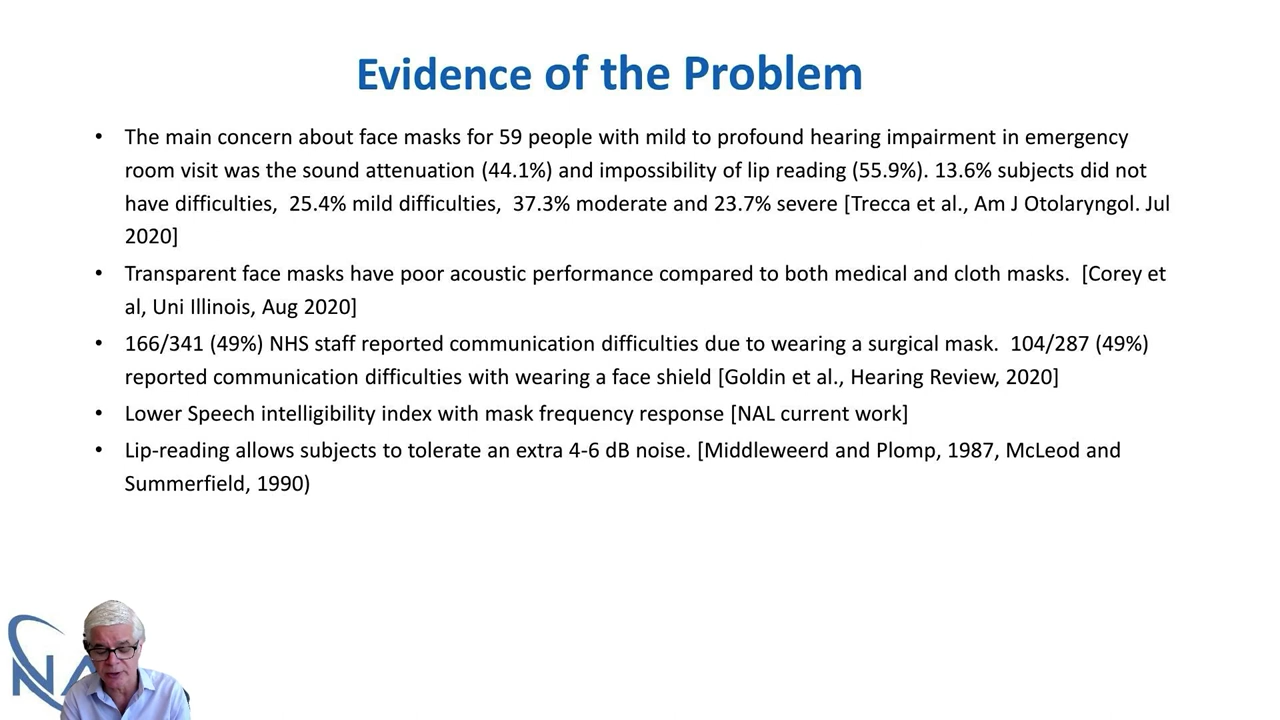 Evidence of the Problem
• The main concern about face masks for 59 people with mild to profound hearing impairment in emergency
room visit was the sound attenuation (44.1%) and impossibility of lip reading (55.9%). 13.6% subjects did not
have difficulties,  25.4% mild difficulties,  37.3% moderate and 23.7% severe [Trecca et al., Am J Otolaryngol. Jul
2020]
• Transparent face masks have poor acoustic performance compared to both medical and cloth masks.  [Corey et
al, Uni Illinois, Aug 2020]
• 166/341 (49%) NHS staff reported communication difficulties due to wearing a surgical mask.  104/287 (49%)
reported communication difficulties with wearing a face shield [Goldin et al., Hearing Review, 2020]
• Lower Speech intelligibility index with mask frequency response [NAL current work]
• Lip-reading allows subjects to tolerate an extra 4-6 dB noise. [Middleweerd and Plomp, 1987, McLeod and
Summerfield, 1990)